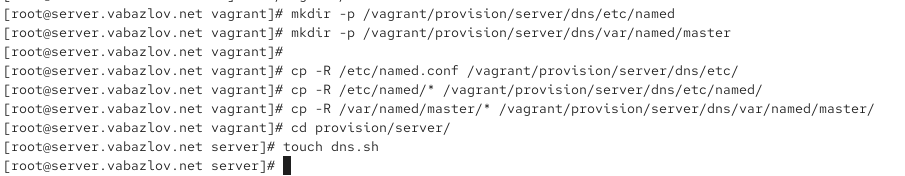 [root@server.vabazlov.net vagrant]# mkdir -p /vagrant/provision/server/dns/etc/named
[root@server.vabazlov.net vagrant]# mkdir -p /vagrant/provision/server/dns/var/named/master
[root@server.vabazlov.net vagrant]#
[root@server.vabazlov.net vagrant]# cp -R /etc/named.conf /vagrant/provision/server/dns/etc/
[root@server.vabazlov.net vagrant]# cp -R /etc/named/* /vagrant/provision/server/dns/etc/named/
[root@server.vabazlov.net vagrant]# cp -R /var/named/master/* /vagrant/provision/server/dns/var/named/master/
[root@server.vabazlov.net vagrant]# cd provision/server/
[root@server.vabazlov.net server]# touch dns.sh
[root@server.vabazlov.net server]#